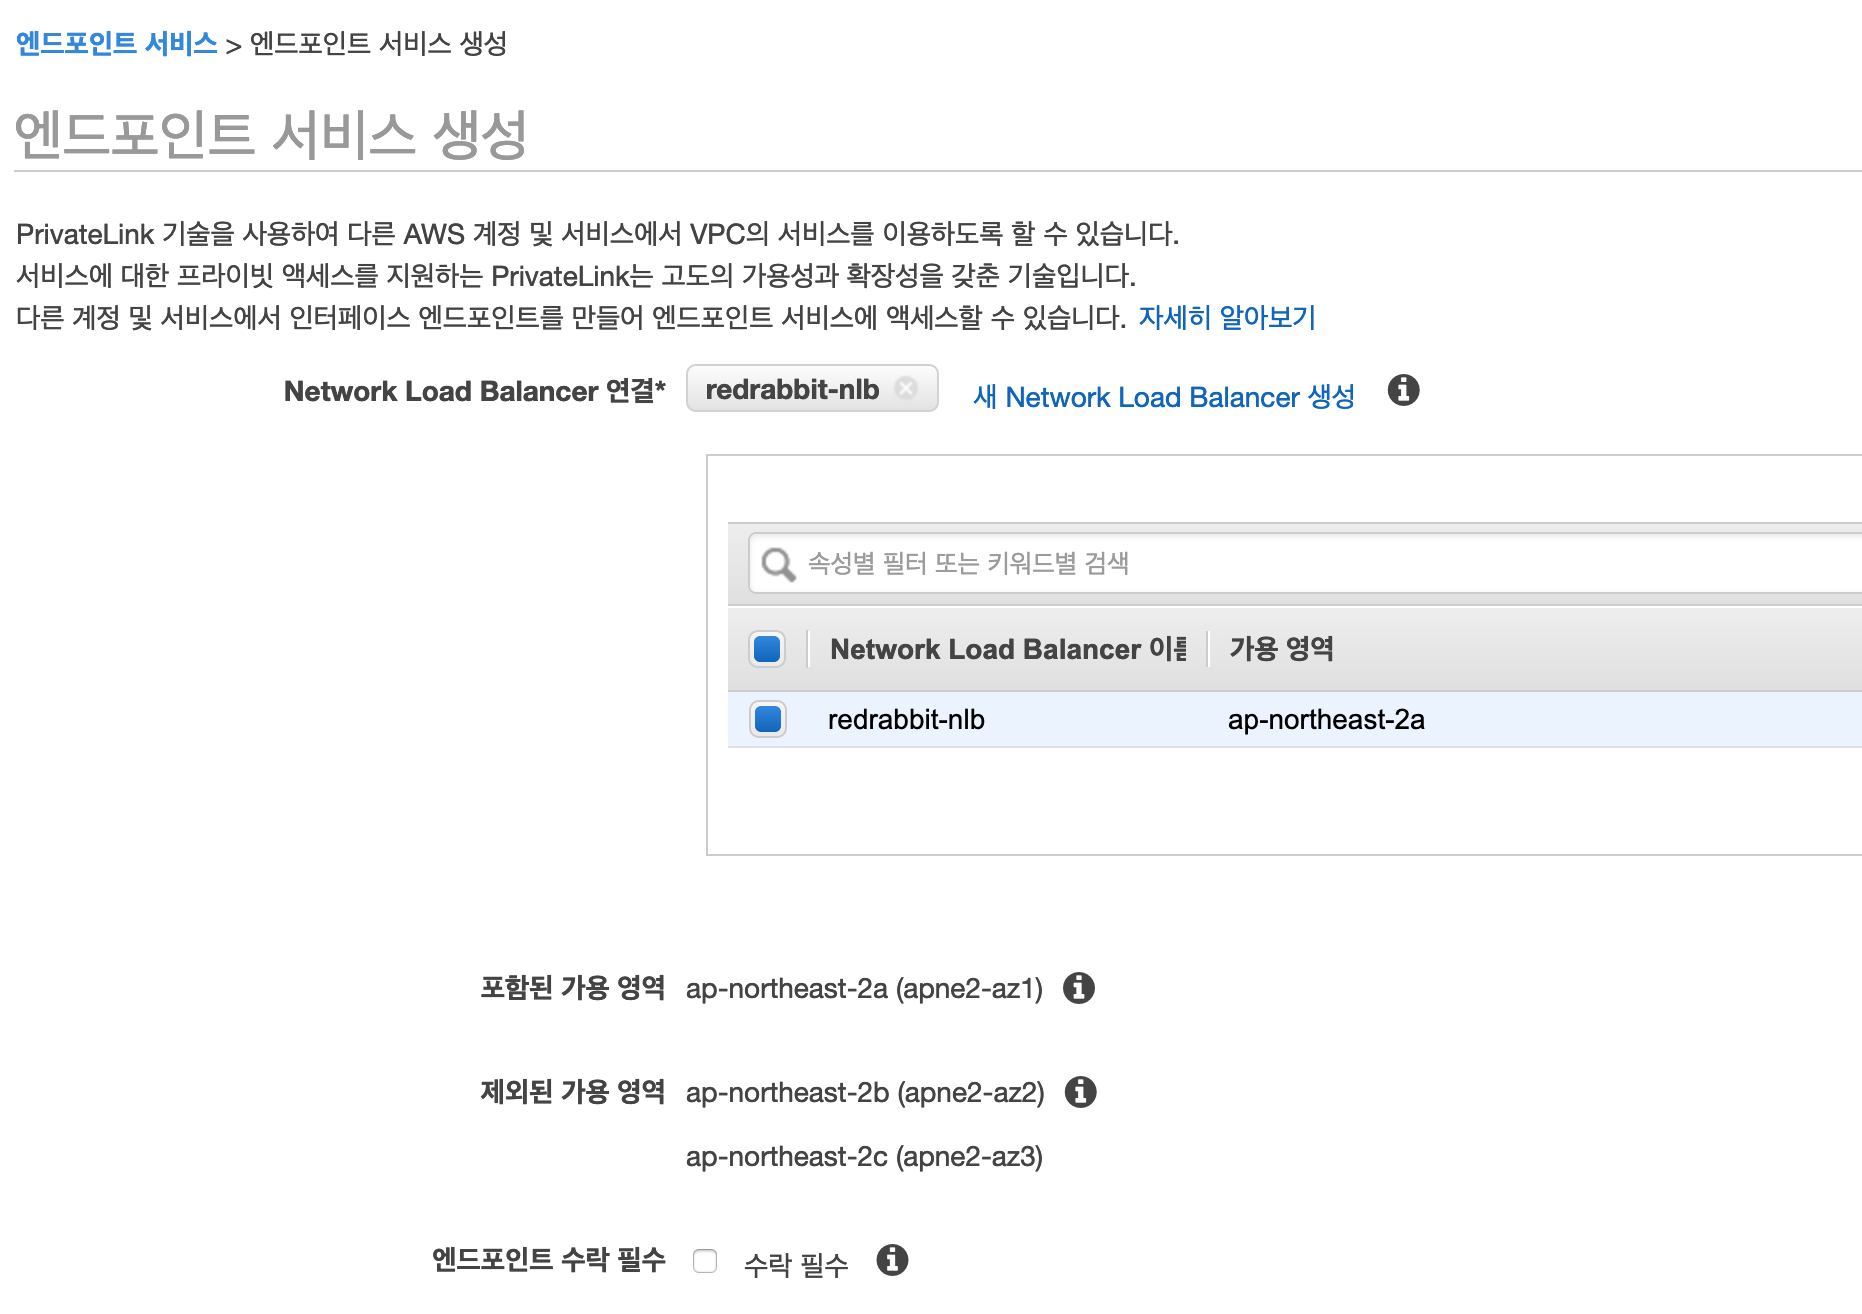 엔드포인트 서비스 > 엔드포인트 서비스 생성
엔드포인트 서비스 생성
PrivateLink 기술을 사용하여 다른 AWS 계정 및 서비스에서 VPC의 서비스를 이용하도록 할 수 있습니다.
서비스에 대한 프라이빗 액세스를 지원하는 PrivateLink는 고도의 가용성과 확장성을 갖춘 기술입니다.
다른 계정 및 서비스에서 인터페이스 엔드포인트를 만들어 엔드포인트 서비스에 액세스할 수 있습니다. 자세히 알아보기
Network Load Balancer 연결* redrabbit-nlb 새 Network Load Balancer 생성
속성별 필터 또는 키워드별 검색
Network Load Balancer 이름 가용 영역
redrabbit-nlb ap-northeast-2a
포함된 가용 영역 ap-northeast-2a (apne2-az1)
제외된 가용 영역 ap-northeast-2b (apne2-az2)
ap-northeast-2c (apne2-az3)
엔드포인트 수락 필수 수락 필수